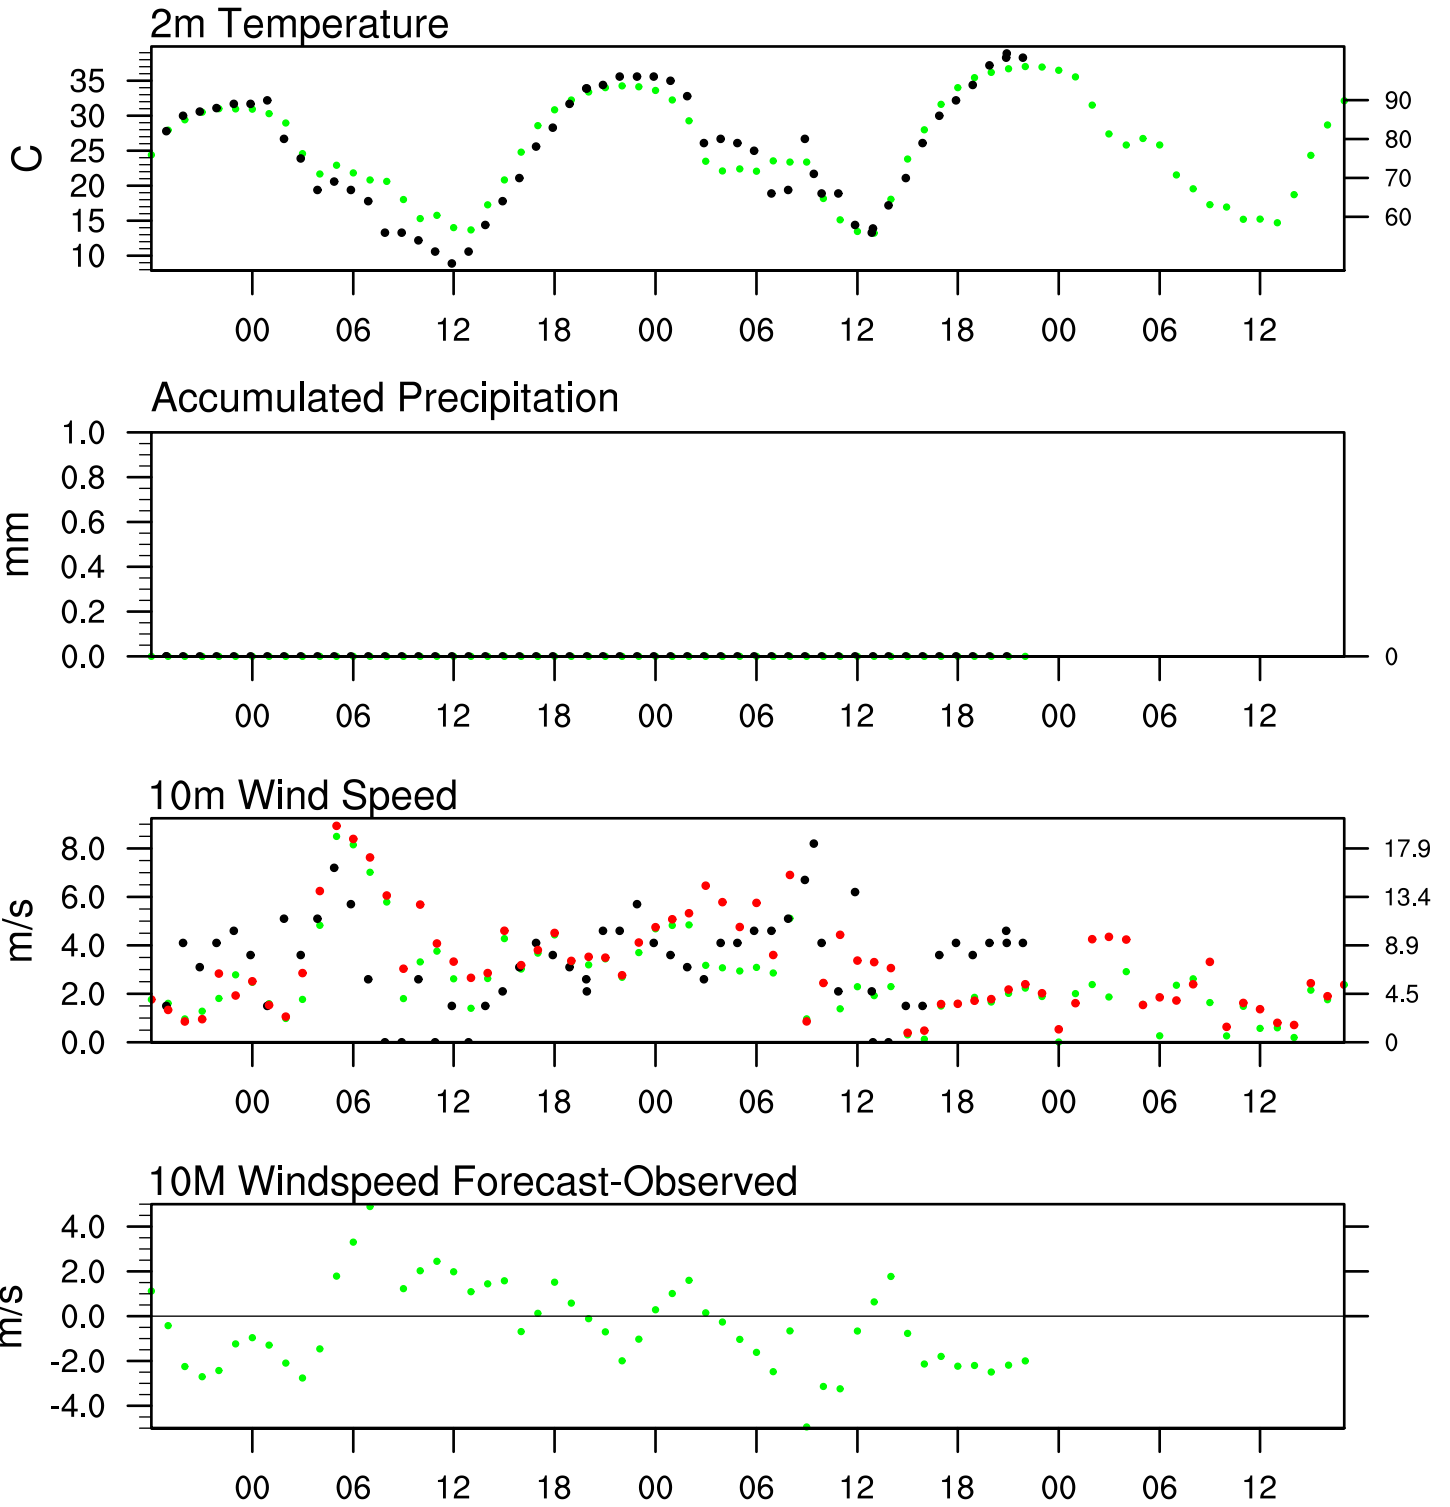 2m Temperature
35
30
25
20
15
10
C
90
80
70
60
00 06 12 18 00 06 12 18 00 06 12
Accumulated Precipitation
1.0
0.8
0.6
0.4
0.2
0.0
mm
0
00 06 12 18 00 06 12 18 00 06 12
10m Wind Speed
8.0
6.0
4.0
2.0
0.0
m/s
17.9
13.4
8.9
4.5
0
00 06 12 18 00 06 12 18 00 06 12
10M Windspeed Forecast-Observed
4.0
2.0
0.0
-2.0
-4.0
m/s
00 06 12 18 00 06 12 18 00 06 12